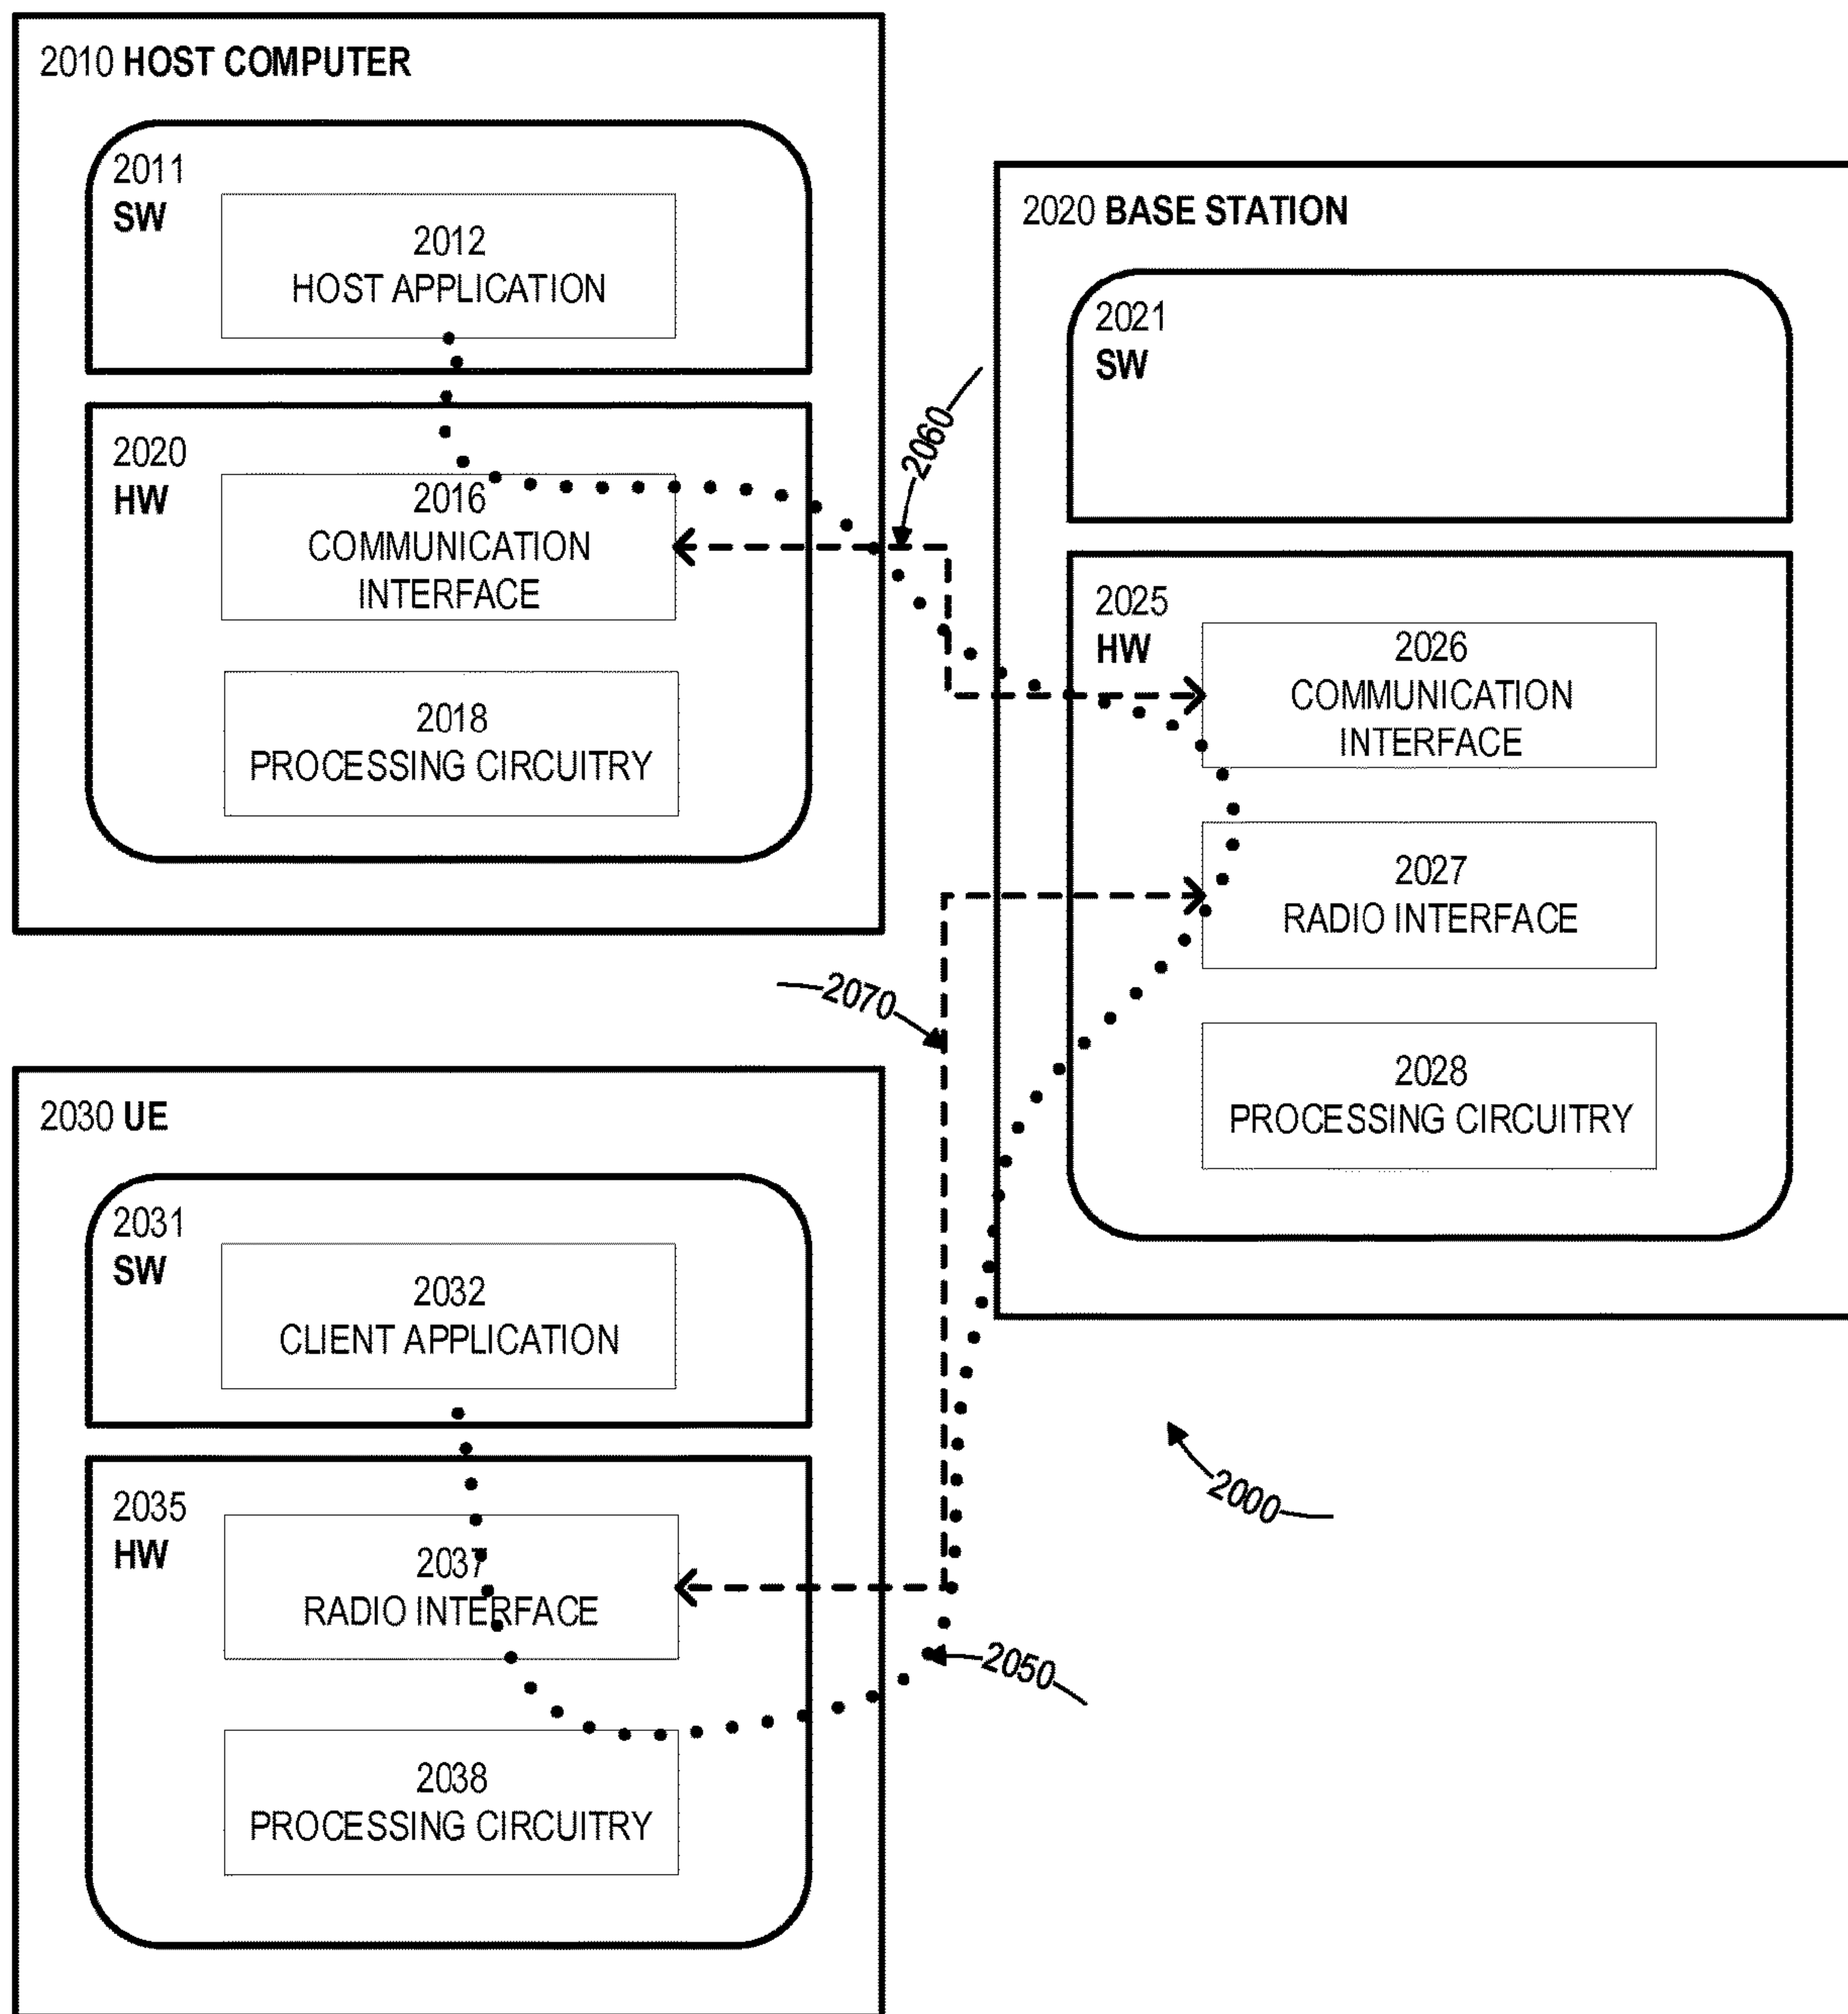 2010 HOST COMPUTER
2011
SW
2012
HOST APPLICATION
2020
HW
2016
COMMUNICATION
INTERFACE
2018
PROCESSING CIRCUITRY
2060
2020 BASE STATION
2021
SW
2025
HW
2026
COMMUNICATION
INTERFACE
2027
RADIO INTERFACE
2028
PROCESSING CIRCUITRY
2070
2030 UE
2031
SW
2032
CLIENT APPLICATION
2035
HW
2037
RADIO INTERFACE
2038
PROCESSING CIRCUITRY
2000
2050